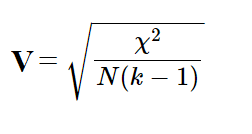 V = √(χ² / N(k − 1))